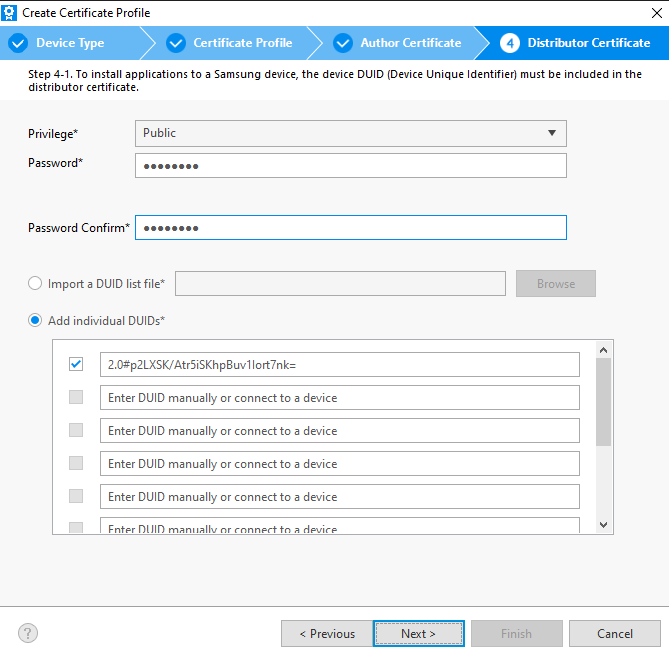 Create Certificate Profile
Device Type
Certificate Profile
Author Certificate
4 Distributor Certificate
Step 4-1. To install applications to a Samsung device, the device DUID (Device Unique Identifier) must be included in the
distributor certificate.
Privilege*
Public
Password*
••••••••
Password Confirm*
••••••••
Import a DUID list file*
Browse
Add individual DUIDs*
2.0#p2LXSK/Atr5iSKhpBuv1Iort7nk=
Enter DUID manually or connect to a device
Enter DUID manually or connect to a device
Enter DUID manually or connect to a device
Enter DUID manually or connect to a device
Enter DUID manually or connect to a device
?
< Previous
Next >
Finish
Cancel